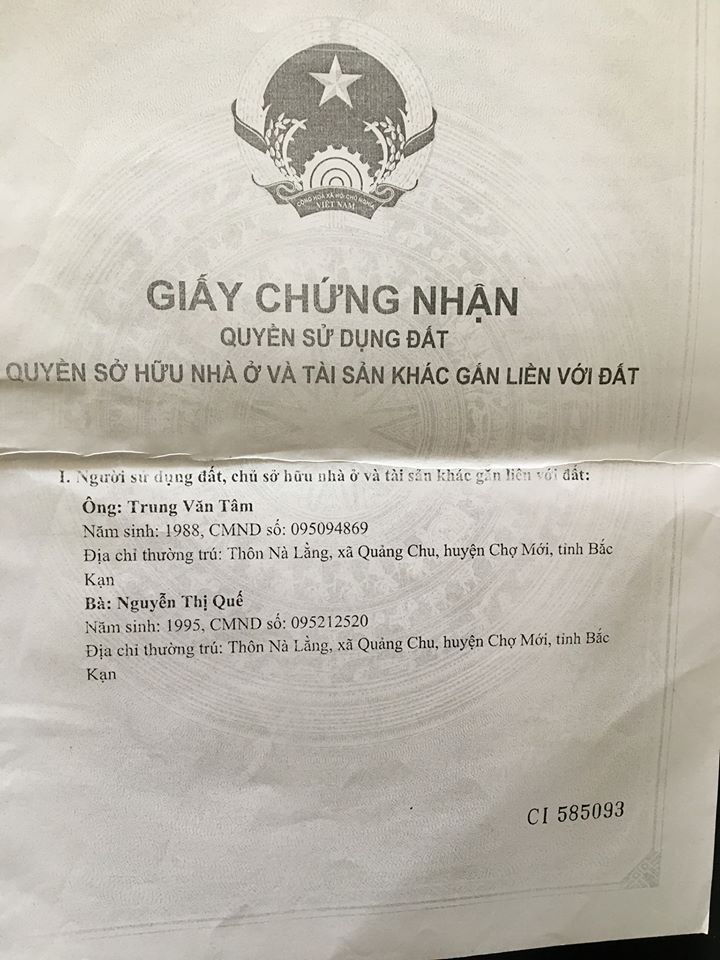 CỘNG HÒA XÃ HỘI CHỦ NGHĨA
VIỆT NAM
GIẤY CHỨNG NHẬN
QUYỀN SỬ DỤNG ĐẤT
QUYỀN SỞ HỮU NHÀ Ở VÀ TÀI SẢN KHÁC GẮN LIỀN VỚI ĐẤT
I. Người sử dụng đất, chủ sở hữu nhà ở và tài sản khác gắn liền với đất:
Ông: Trung Văn Tâm
Năm sinh: 1988, CMND số: 095094869
Địa chỉ thường trú: Thôn Nà Lằng, xã Quảng Chu, huyện Chợ Mới, tỉnh Bắc
Kạn
Bà: Nguyễn Thị Quế
Năm sinh: 1995, CMND số: 095212520
Địa chỉ thường trú: Thôn Nà Lằng, xã Quảng Chu, huyện Chợ Mới, tỉnh Bắc
Kạn
CI 585093